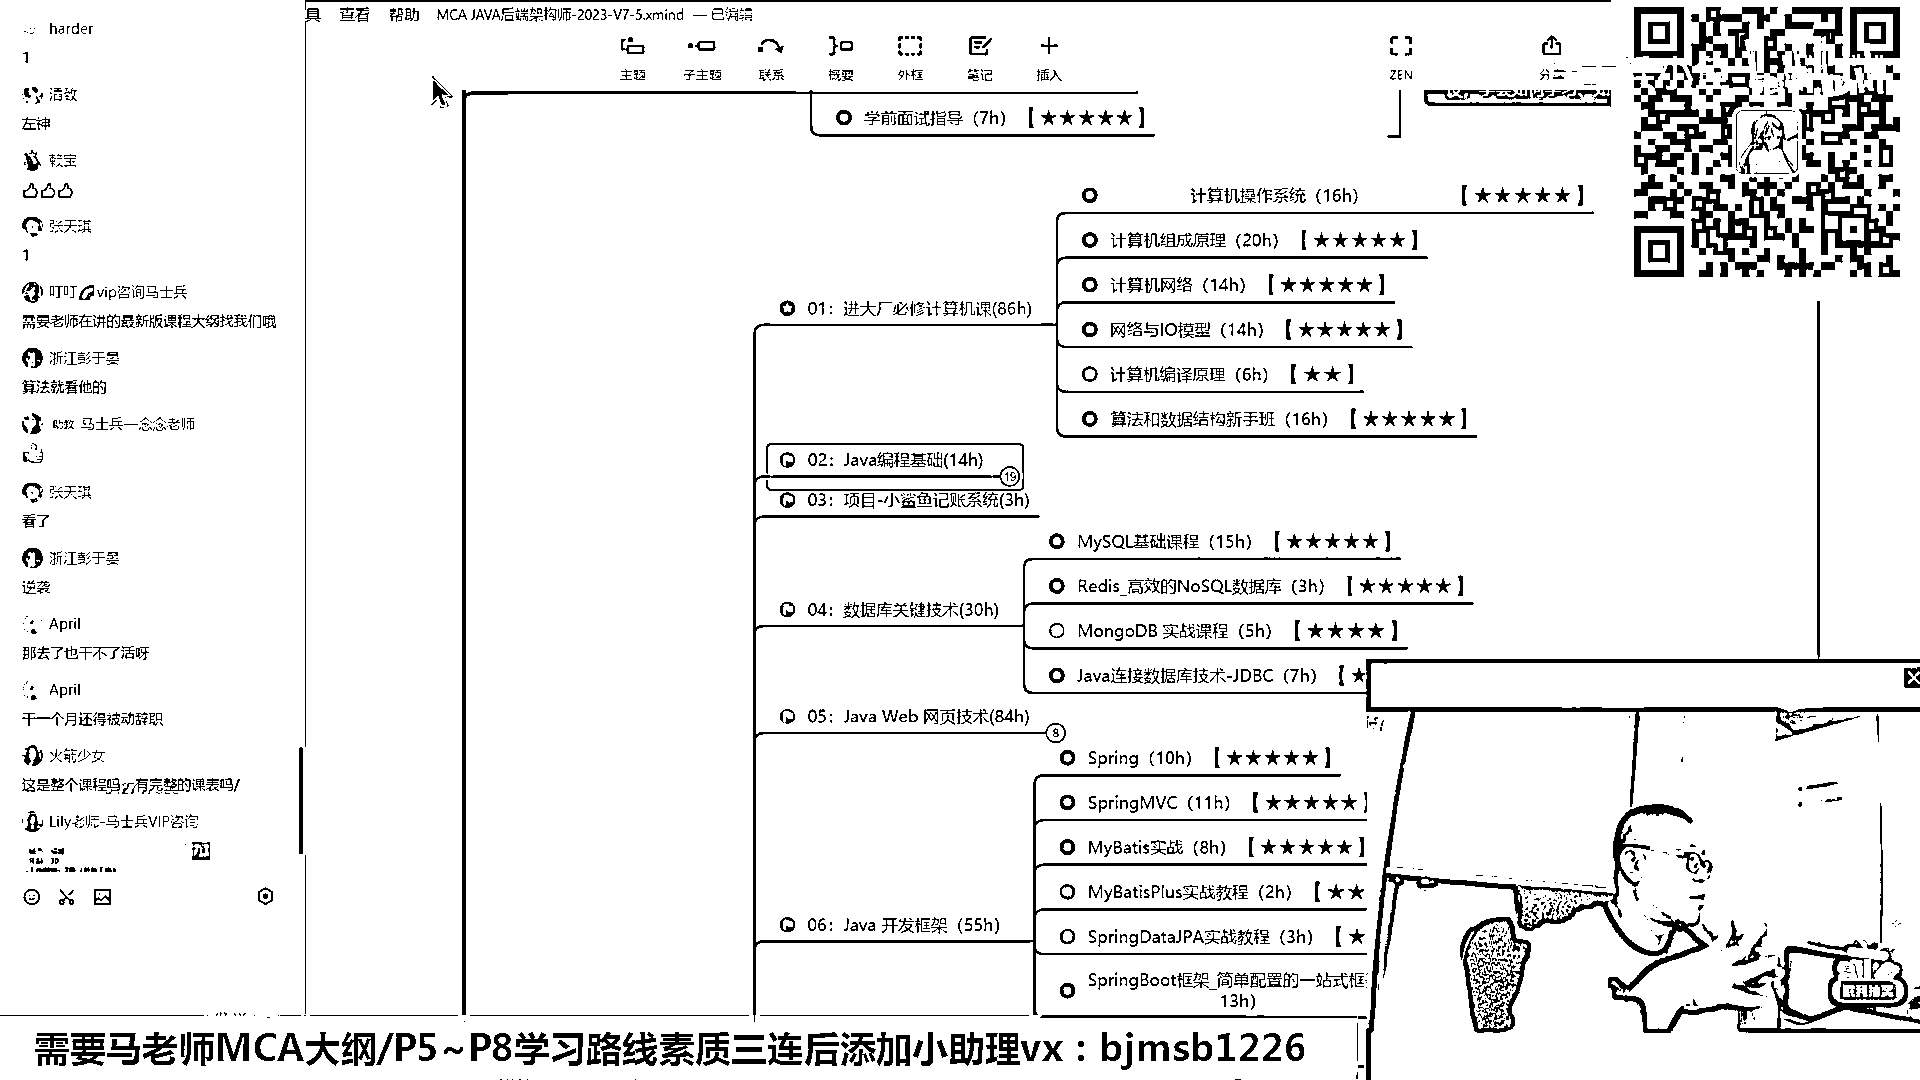 具 查看 帮助 MCA JAVA后端架构师-2023-V7-5.xmind — 已编辑
主题 子主题 联系 概要 外框 笔记 插入 ZEN
harder
1
酒致
左神
赖宝
张天琪
1
叮叮 vip咨询马士兵
需要老师在讲的最新版课程大纲找我们哦
浙江彭于晏
算法就看他的
助教 马士兵—念念老师
张天琪
看了
浙江彭于晏
逆袭
April
那去了也干不了活呀
April
干一个月还得被动辞职
火箭少女
这是整个课程吗，有完整的课表吗/
Lily老师-马士兵VIP咨询
学前面试指导（7h）【★★★★★】
01：进大厂必修计算机课(86h)
计算机操作系统（16h） 【★★★★★】
计算机组成原理（20h）【★★★★★】
计算机网络（14h）【★★★★★】
网络与IO模型（14h）【★★★★★】
计算机编译原理（6h）【★★】
算法和数据结构新手班（16h）【★★★★★】
02：Java编程基础(14h)
19
03：项目-小鲨鱼记账系统(3h)
04：数据库关键技术(30h)
MySQL基础课程（15h）【★★★★★】
Redis_高效的NoSQL数据库（3h）【★★★★★】
MongoDB 实战课程（5h）【★★★★】
Java连接数据库技术-JDBC（7h）【★
05：Java Web 网页技术(84h)
8
06：Java 开发框架（55h）
Spring（10h）【★★★★★】
SpringMVC（11h）【★★★★★】
MyBatis实战（8h）【★★★★★】
MyBatisPlus实战教程（2h）【★★
SpringDataJPA实战教程（3h）【★
SpringBoot框架_简单配置的一站式框
13h)
需要马老师MCA大纲/P5~P8学习路线素质三连后添加小助理vx：bjmsb1226